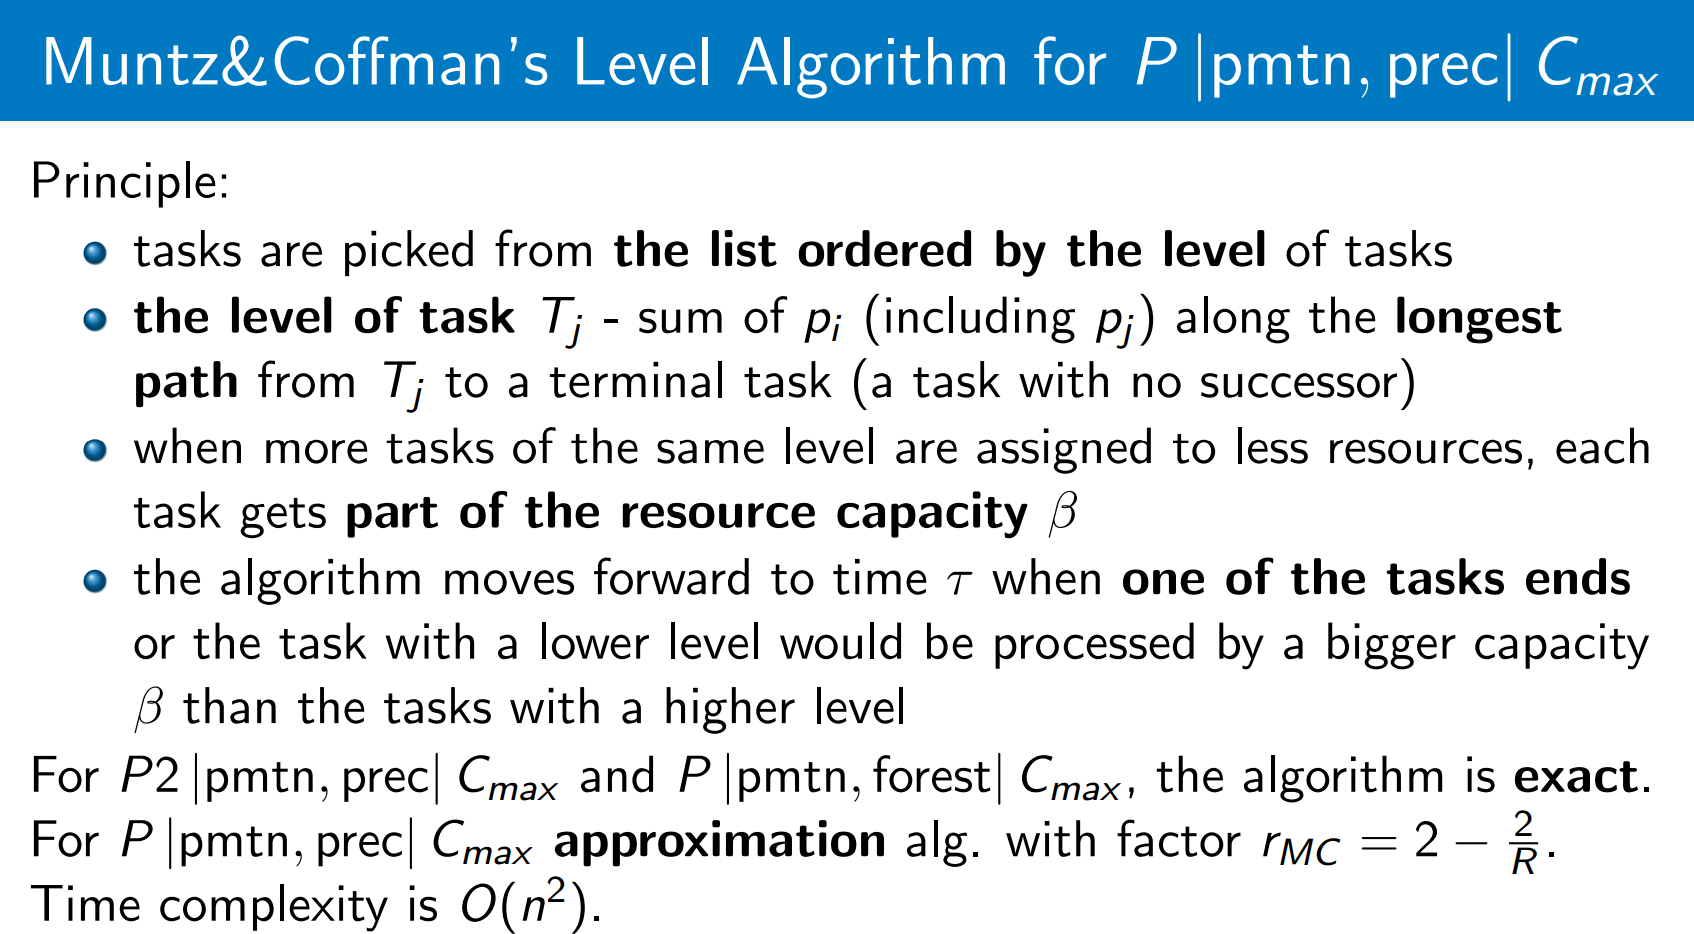 Muntz&Coffman's Level Algorithm for P |pmtn, prec| C_max
Principle:
tasks are picked from the list ordered by the level of tasks
the level of task T_j - sum of p_i (including p_j) along the longest
path from T_j to a terminal task (a task with no successor)
when more tasks of the same level are assigned to less resources, each
task gets part of the resource capacity β
the algorithm moves forward to time τ when one of the tasks ends
or the task with a lower level would be processed by a bigger capacity
β than the tasks with a higher level
For P2 |pmtn, prec| C_max and P |pmtn, forest| C_max, the algorithm is exact.
For P |pmtn, prec| C_max approximation alg. with factor r_MC = 2 − 2/R.
Time complexity is O(n²).